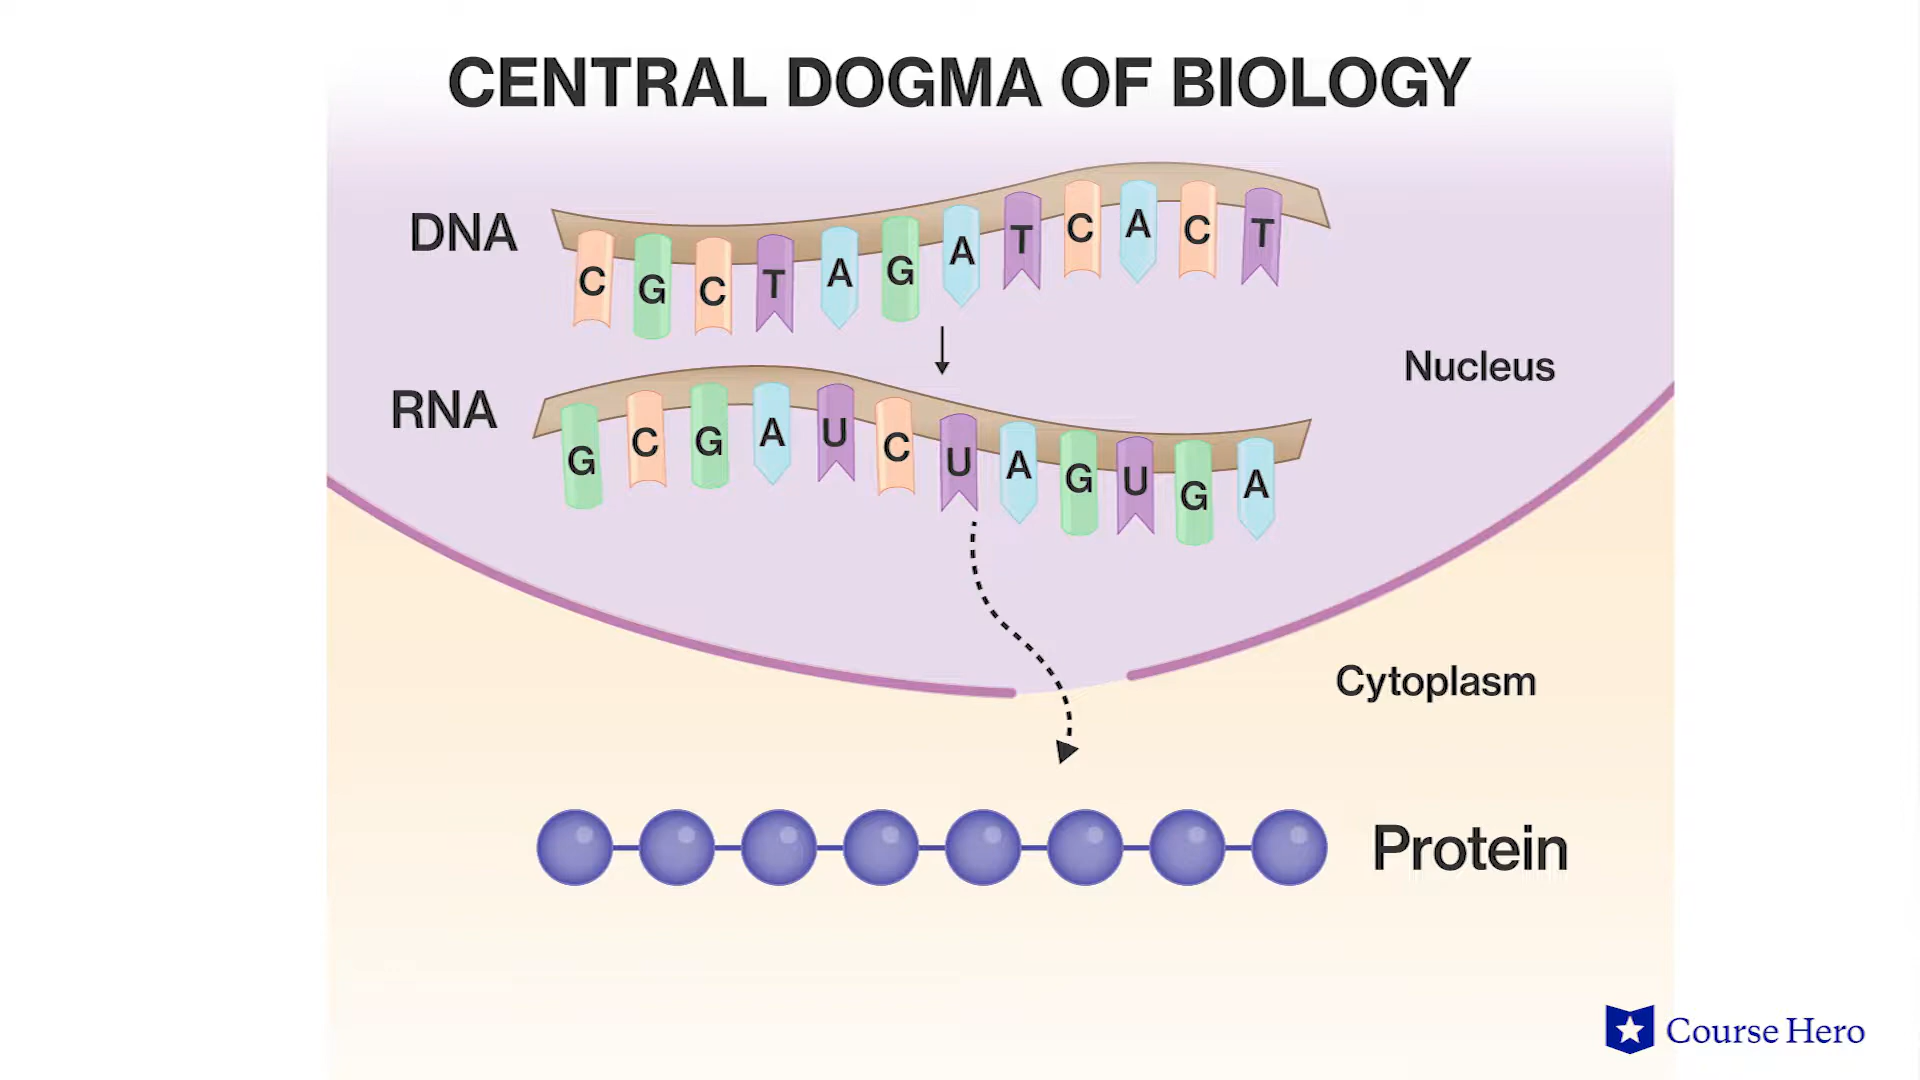 CENTRAL DOGMA OF BIOLOGY
DNA
C G C T A G A T C A C T
Nucleus
RNA
G C G A U C U A G U G A
Cytoplasm
Protein
Course Hero